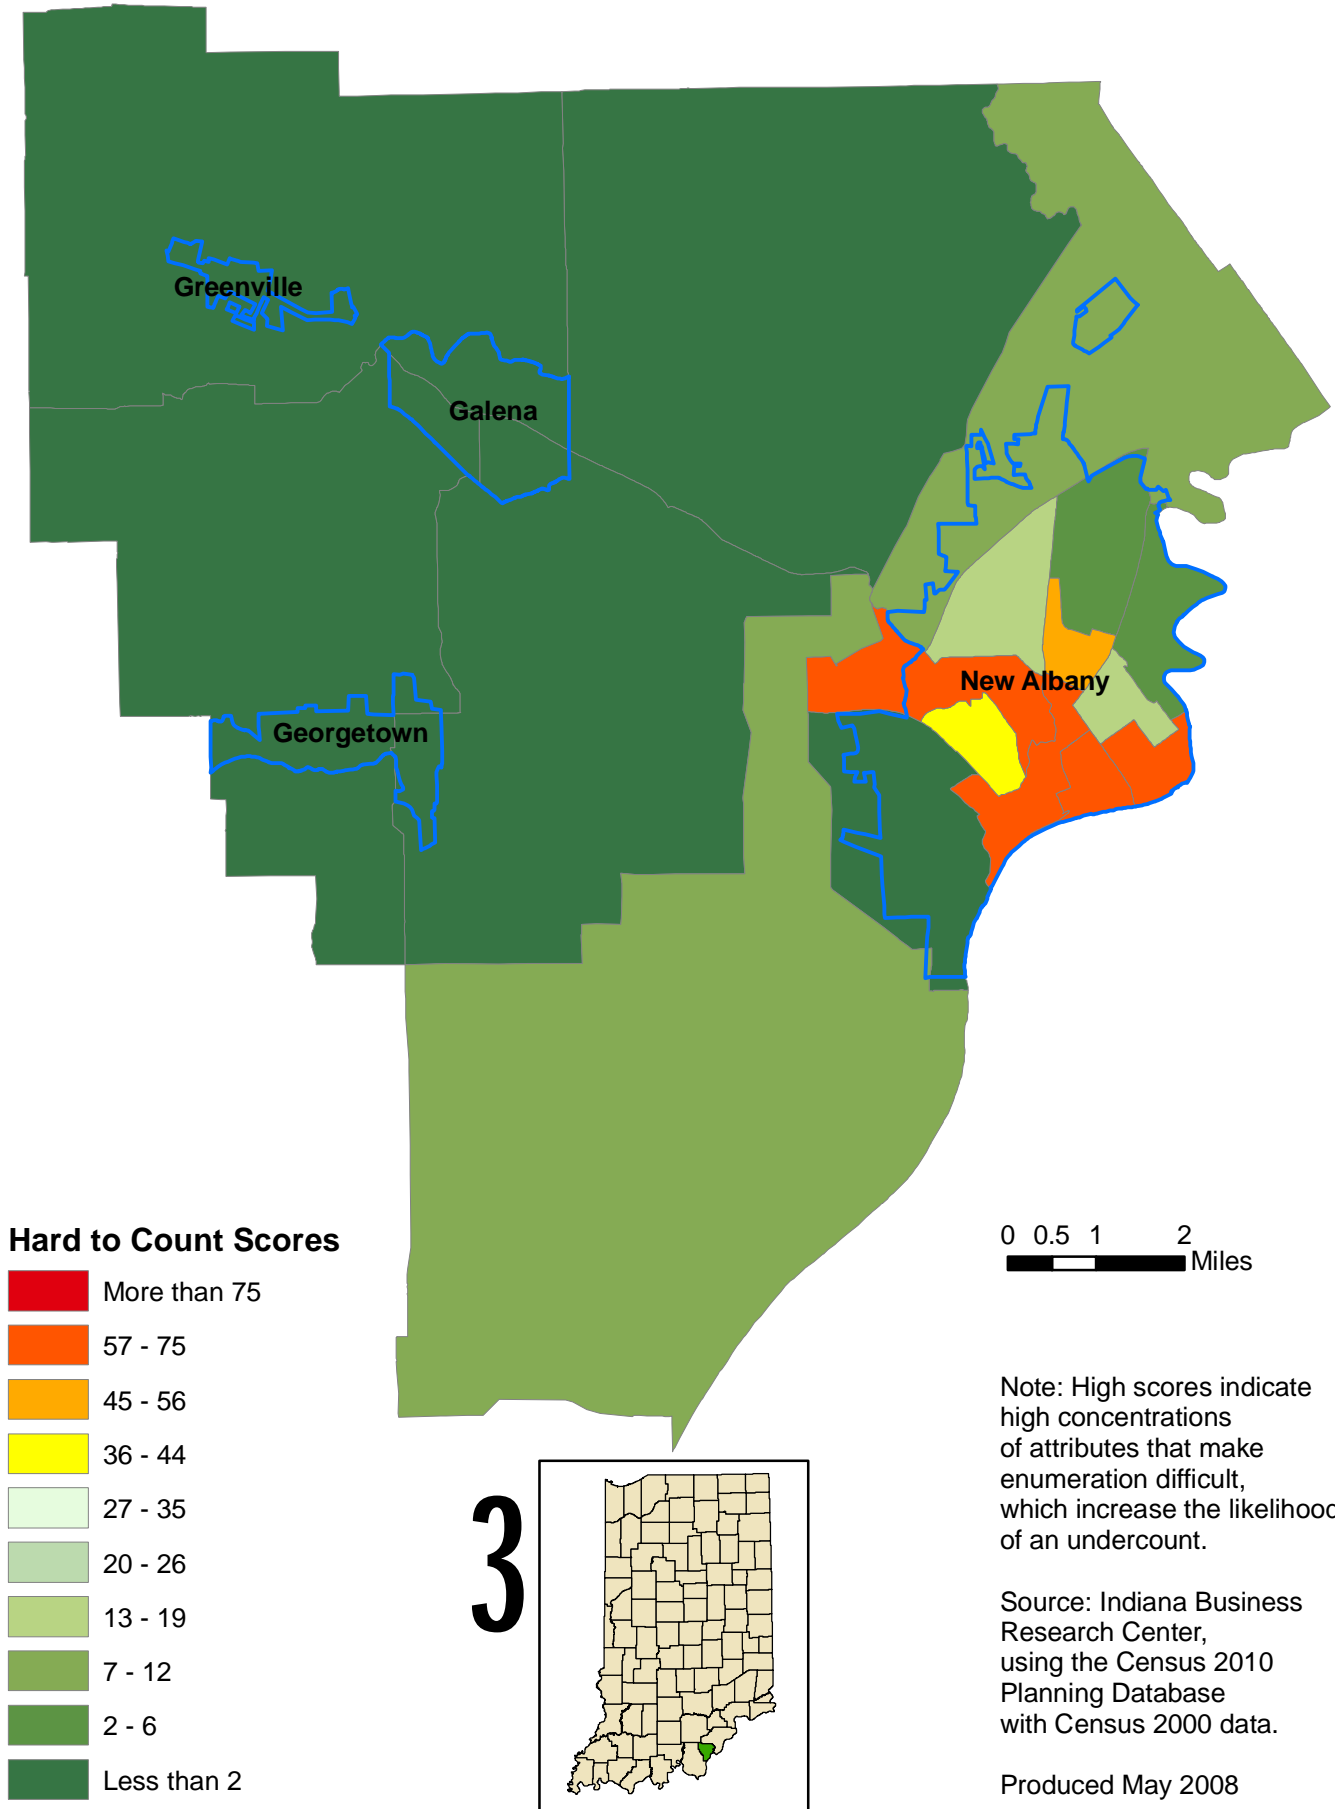 Greenville
Galena
Georgetown
New Albany
Hard to Count Scores
More than 75
57 - 75
45 - 56
36 - 44
27 - 35
20 - 26
13 - 19
7 - 12
2 - 6
Less than 2
3
0 0.5 1 2
Miles
Note: High scores indicate
high concentrations
of attributes that make
enumeration difficult,
which increase the likelihood
of an undercount.
Source: Indiana Business
Research Center,
using the Census 2010
Planning Database
with Census 2000 data.
Produced May 2008